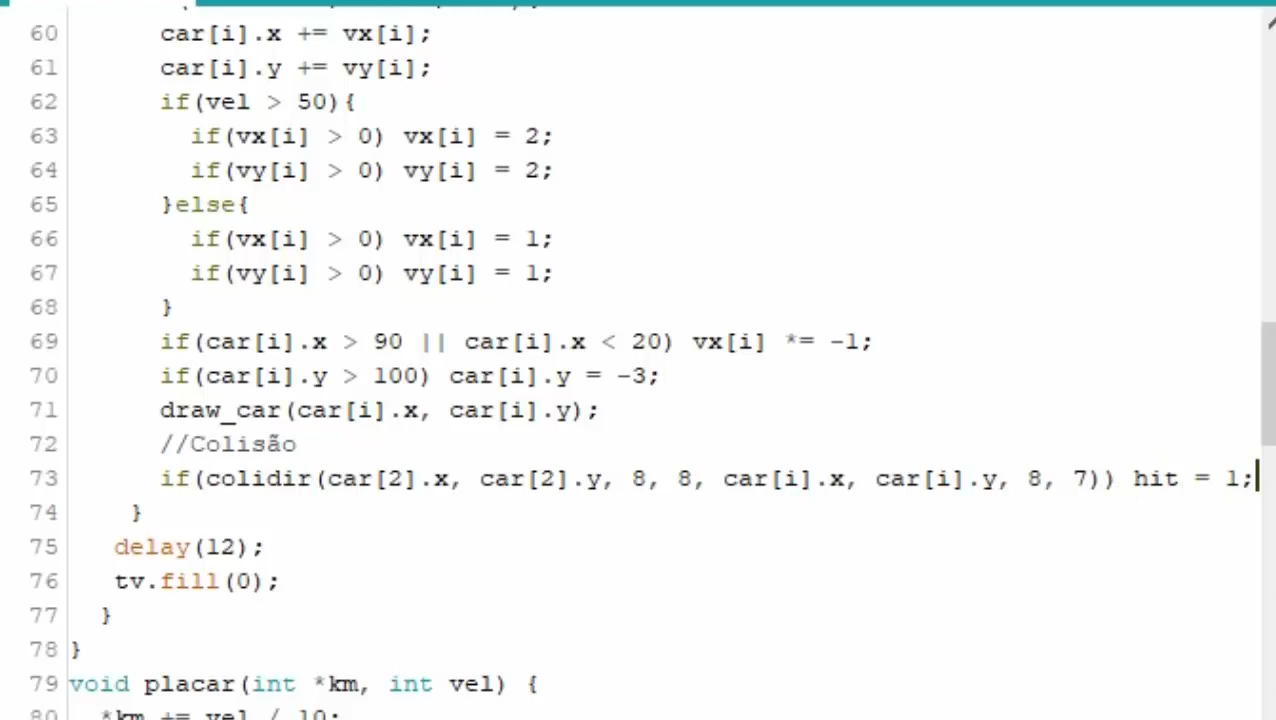 60 car[i].x += vx[i];
61 car[i].y += vy[i];
62 if(vel > 50){
63 if(vx[i] > 0) vx[i] = 2;
64 if(vy[i] > 0) vy[i] = 2;
65 }else{
66 if(vx[i] > 0) vx[i] = 1;
67 if(vy[i] > 0) vy[i] = 1;
68 }
69 if(car[i].x > 90 || car[i].x < 20) vx[i] *= -1;
70 if(car[i].y > 100) car[i].y = -3;
71 draw_car(car[i].x, car[i].y);
72 //Colisão
73 if(colidir(car[2].x, car[2].y, 8, 8, car[i].x, car[i].y, 8, 7)) hit = 1;
74 }
75 delay(12);
76 tv.fill(0);
77 }
78 }
79 void placar(int *km, int vel) {
80 *km += vel / 10;